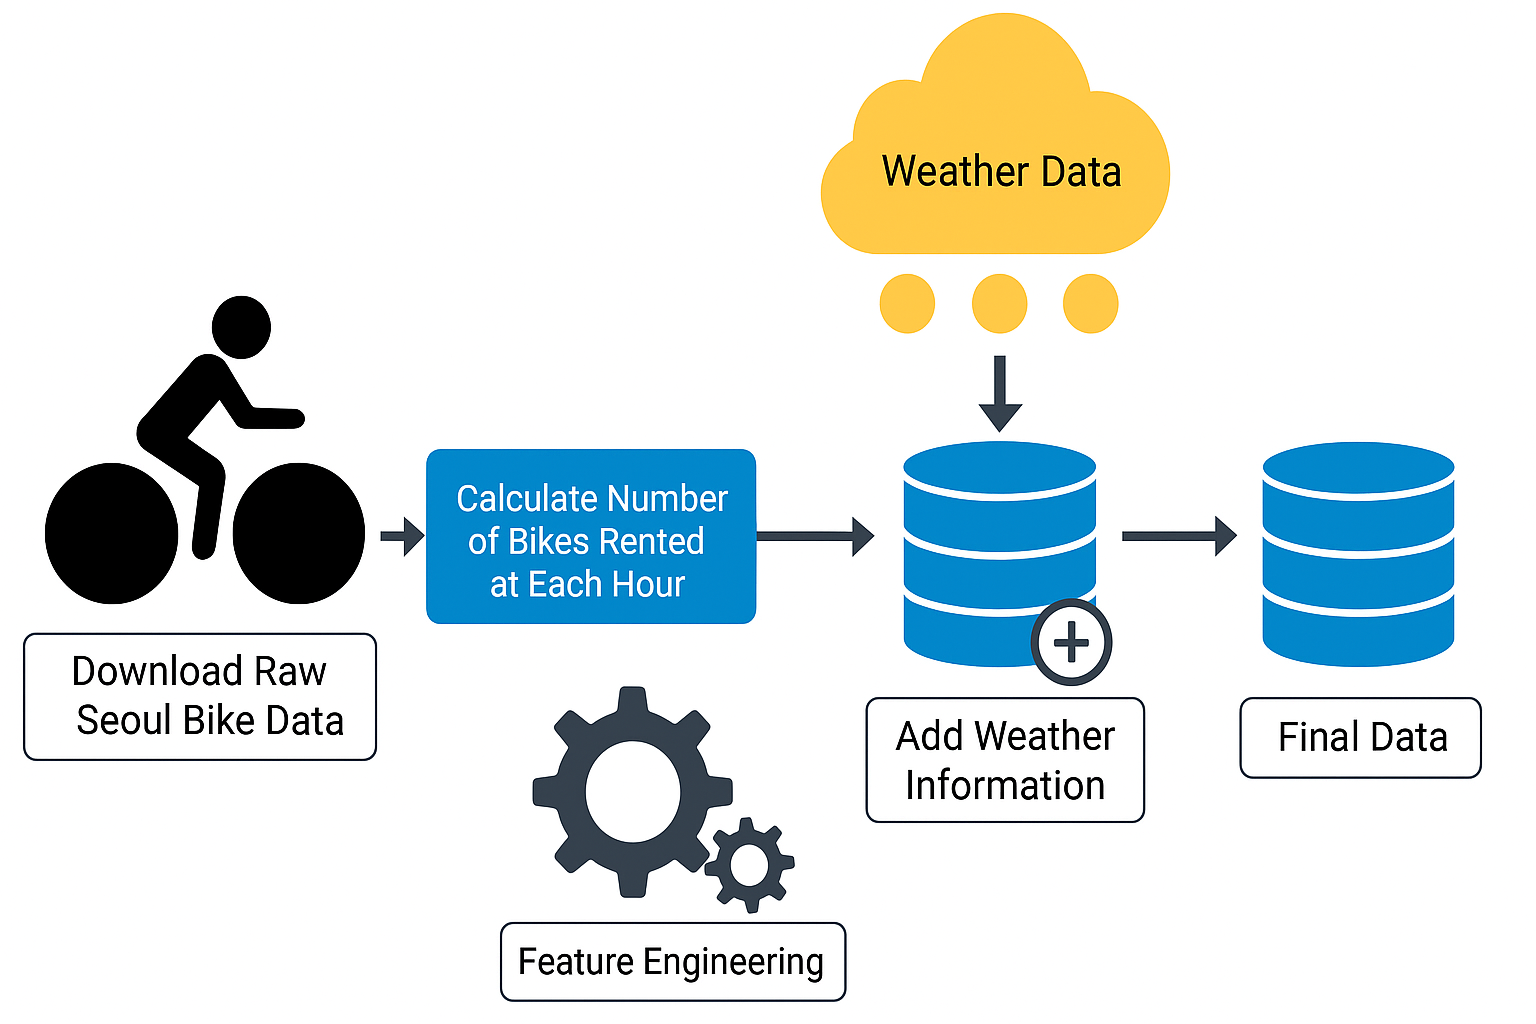 Weather Data
Calculate Number
of Bikes Rented
at Each Hour
Download Raw
Seoul Bike Data
Add Weather
Information
Final Data
Feature Engineering